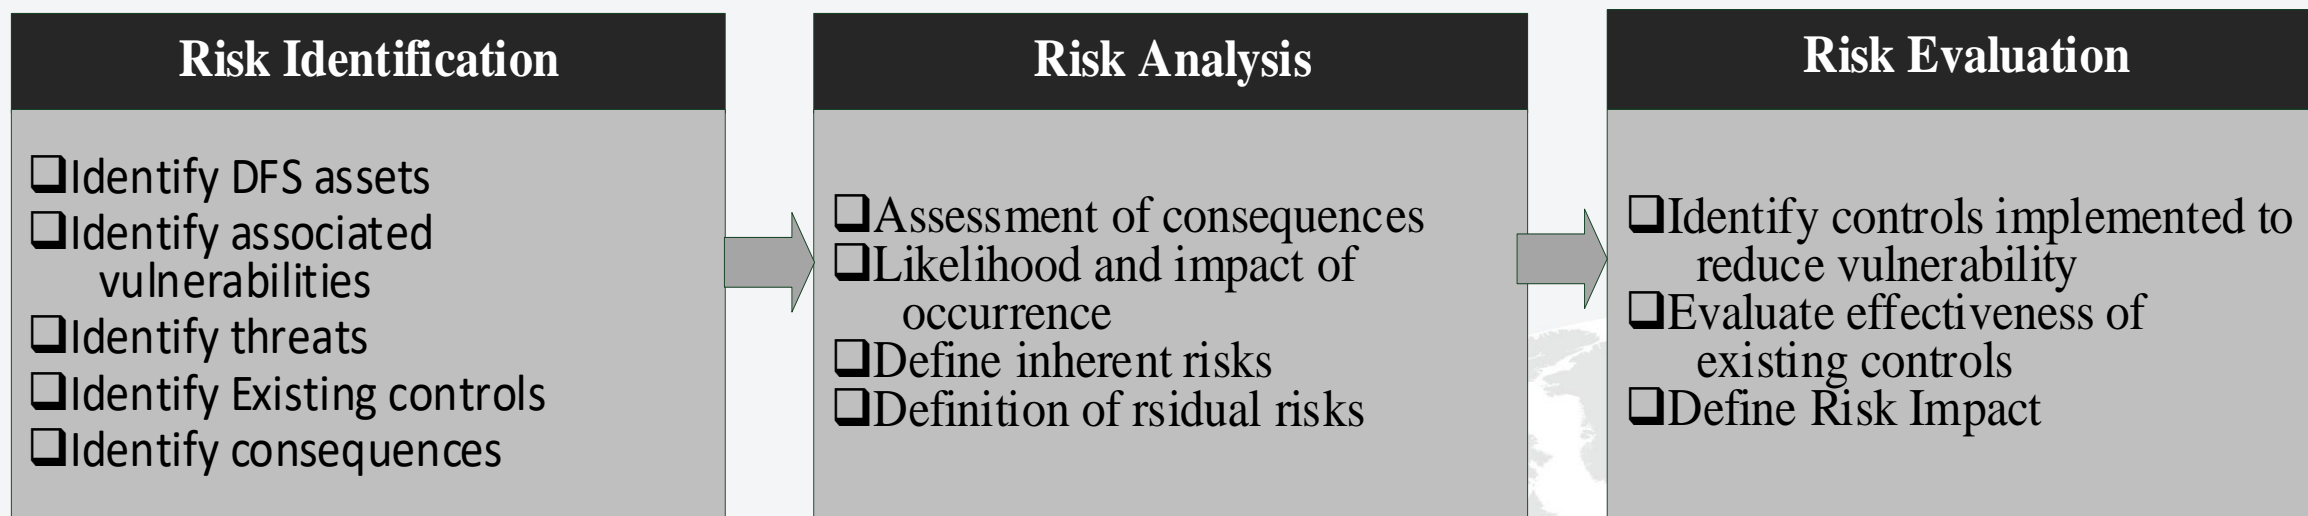 Risk Identification
❑Identify DFS assets
❑Identify associated
vulnerabilities
❑Identify threats
❑Identify Existing controls
❑Identify consequences
Risk Analysis
❑Assessment of consequences
❑Likelihood and impact of
occurrence
❑Define inherent risks
❑Definition of rsidual risks
Risk Evaluation
❑Identify controls implemented to
reduce vulnerability
❑Evaluate effectiveness of
existing controls
❑Define Risk Impact